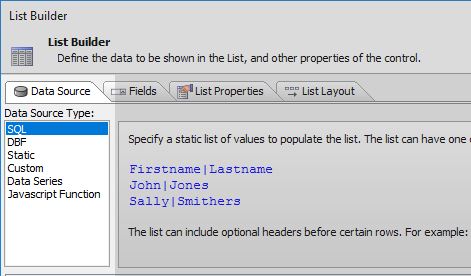 List Builder
List Builder
Define the data to be shown in the List, and other properties of the control.
Data Source Fields List Properties List Layout
Data Source Type:
SQL
DBF
Static
Custom
Data Series
Javascript Function
Specify a static list of values to populate the list. The list can have one
Firstname|Lastname
John|Jones
Sally|Smithers
The list can include optional headers before certain rows. For example: